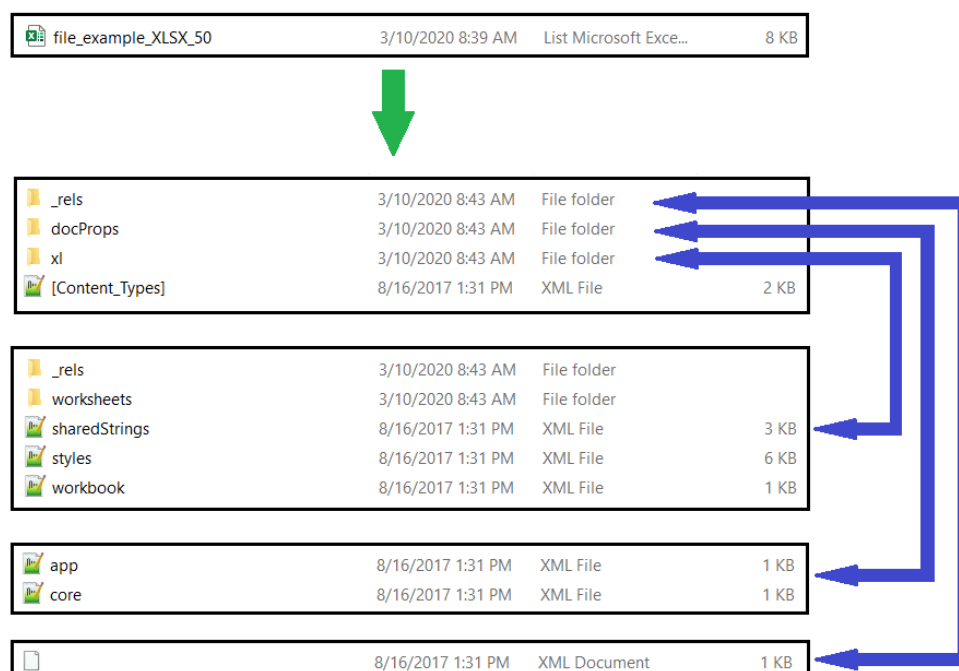 file_example_XLSX_50 3/10/2020 8:39 AM List Microsoft Exce... 8 KB
_rels 3/10/2020 8:43 AM File folder
docProps 3/10/2020 8:43 AM File folder
xl 3/10/2020 8:43 AM File folder
[Content_Types] 8/16/2017 1:31 PM XML File 2 KB
_rels 3/10/2020 8:43 AM File folder
worksheets 3/10/2020 8:43 AM File folder
sharedStrings 8/16/2017 1:31 PM XML File 3 KB
styles 8/16/2017 1:31 PM XML File 6 KB
workbook 8/16/2017 1:31 PM XML File 1 KB
app 8/16/2017 1:31 PM XML File 1 KB
core 8/16/2017 1:31 PM XML File 1 KB
8/16/2017 1:31 PM XML Document 1 KB